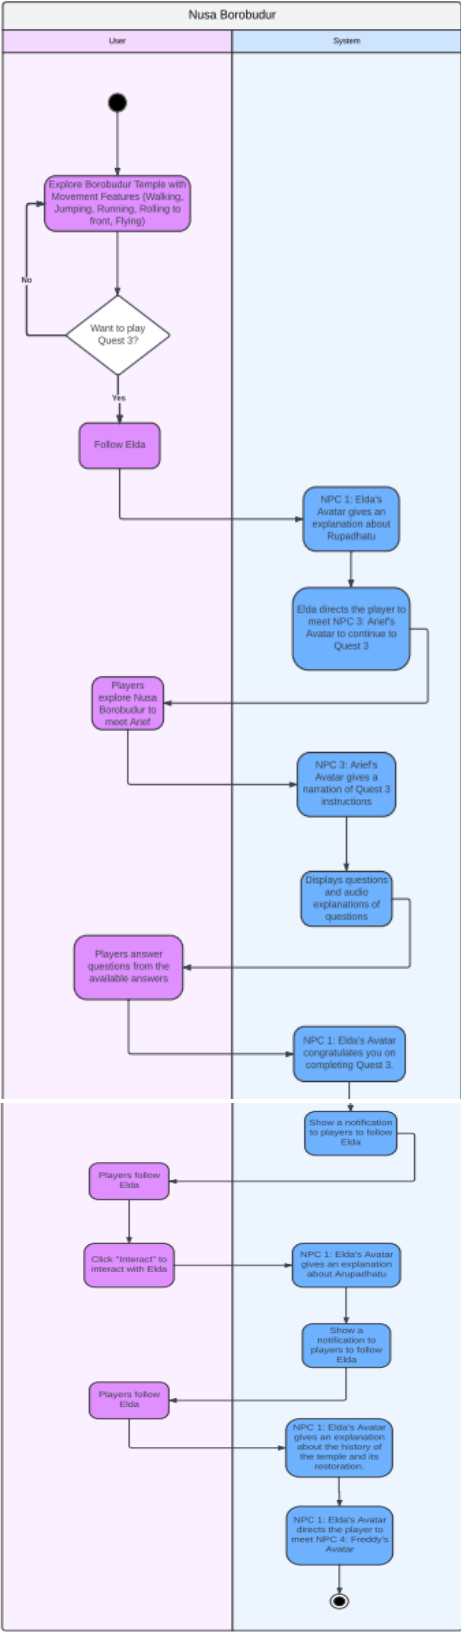 Nusa Borobudur
User
System
Explore Borobudur Temple with
Movement Features (Walking,
Jumping, Running, Rolling to
front, Flying)
No
Want to play
Quest 3?
Yes
Follow Elda
NPC 1: Elda's
Avatar gives an
explanation about
Rupadhatu
Elda directs the player to
meet NPC 3: Arief's
Avatar to continue to
Quest 3
Players
explore Nusa
Borobudur to
meet Arief
NPC 3: Arief's
Avatar gives a
narration of Quest 3
instructions
Displays questions
and audio
explanations of
questions
Players answer
questions from the
available answers
NPC 1: Elda's Avatar
congratulates you on
completing Quest 3.
Show a notification
to players to follow
Elda
Players follow
Elda
Click "Interact" to
interact with Elda
NPC 1: Elda's Avatar
gives an explanation
about Arupadhatu
Show a
notification to
players to follow
Elda
Players follow
Elda
NPC 1: Elda's Avatar
gives an explanation
about the history of
the temple and its
restoration.
NPC 1: Elda's Avatar
directs the player to
meet NPC 4: Freddy's
Avatar